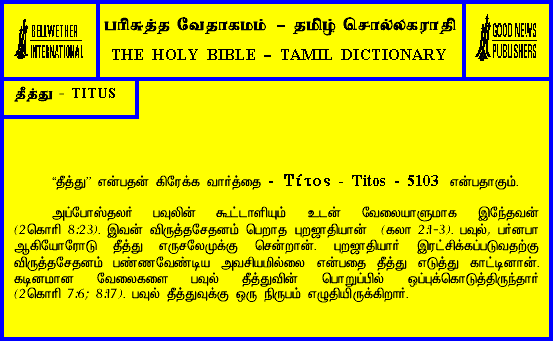 BELLWETHER
INTERNATIONAL
பரிசுத்த வேதாகமம் – தமிழ் சொல்லகராதி
THE HOLY BIBLE – TAMIL DICTIONARY
GOOD NEWS
PUBLISHERS
தீத்து - TITUS
“தீத்து” என்பதன் கிரேக்க வார்த்தை - Τίτος - Titos - 5103 என்பதாகும்.
அப்போஸ்தலர் பவுலின் கூட்டாளியும் உடன் வேலையாளுமாக இருந்தவன்
(2கொரி 8:23). இவன் விருத்தசேதனம் பெறாத புறஜாதியான் (கலா 2:1-3). பவுல், பர்னபா
ஆகியோரோடு தீத்து எருசலேமுக்கு சென்றான். புறஜாதியார் இரட்சிக்கப்படுவதற்கு
விருத்தசேதனம் பண்ணவேண்டிய அவசியமில்லை என்பதை தீத்து எடுத்து காட்டினான்.
கடினமான வேலைகளை பவுல் தீத்துவின் பொறுப்பில் ஒப்புக்கொடுத்திருந்தார்
(2கொரி 7:6; 8:17). பவுல் தீத்துவுக்கு ஒரு நிருபம் எழுதியிருக்கிறார்.